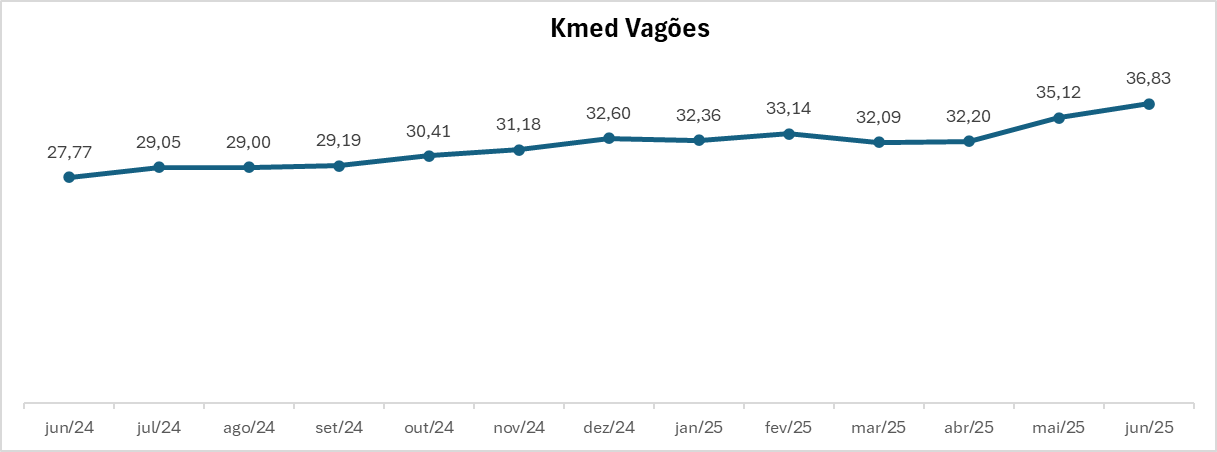 Kmed Vagões
27,77 29,05 29,00 29,19 30,41 31,18 32,60 32,36 33,14 32,09 32,20 35,12 36,83
jun/24 jul/24 ago/24 set/24 out/24 nov/24 dez/24 jan/25 fev/25 mar/25 abr/25 mai/25 jun/25